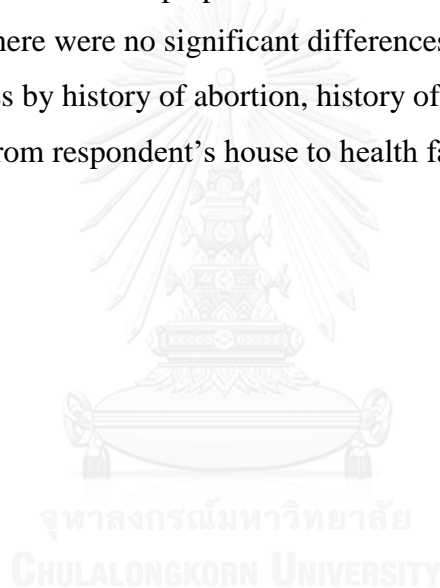 here were no significant differences
s by history of abortion, history of
rom respondent's house to health fa
จุฬาลงกรณ์มหาวิทยาลัย
CHULALONGKORN UNIVERSITY